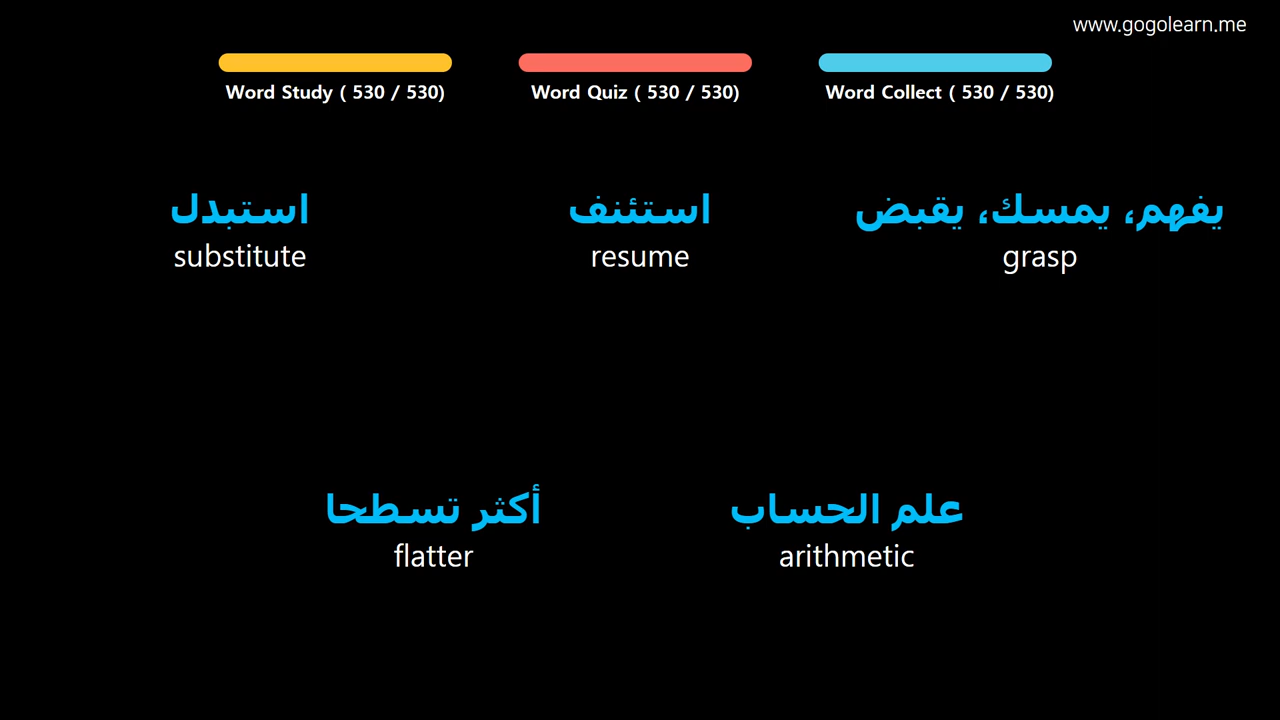 www.gogolearn.me
Word Study ( 530 / 530)
Word Quiz ( 530 / 530)
Word Collect ( 530 / 530)
استبدل
substitute
استئنف
resume
يفهم، يمسك، يقبض
grasp
أكثر تسطحا
flatter
علم الحساب
arithmetic